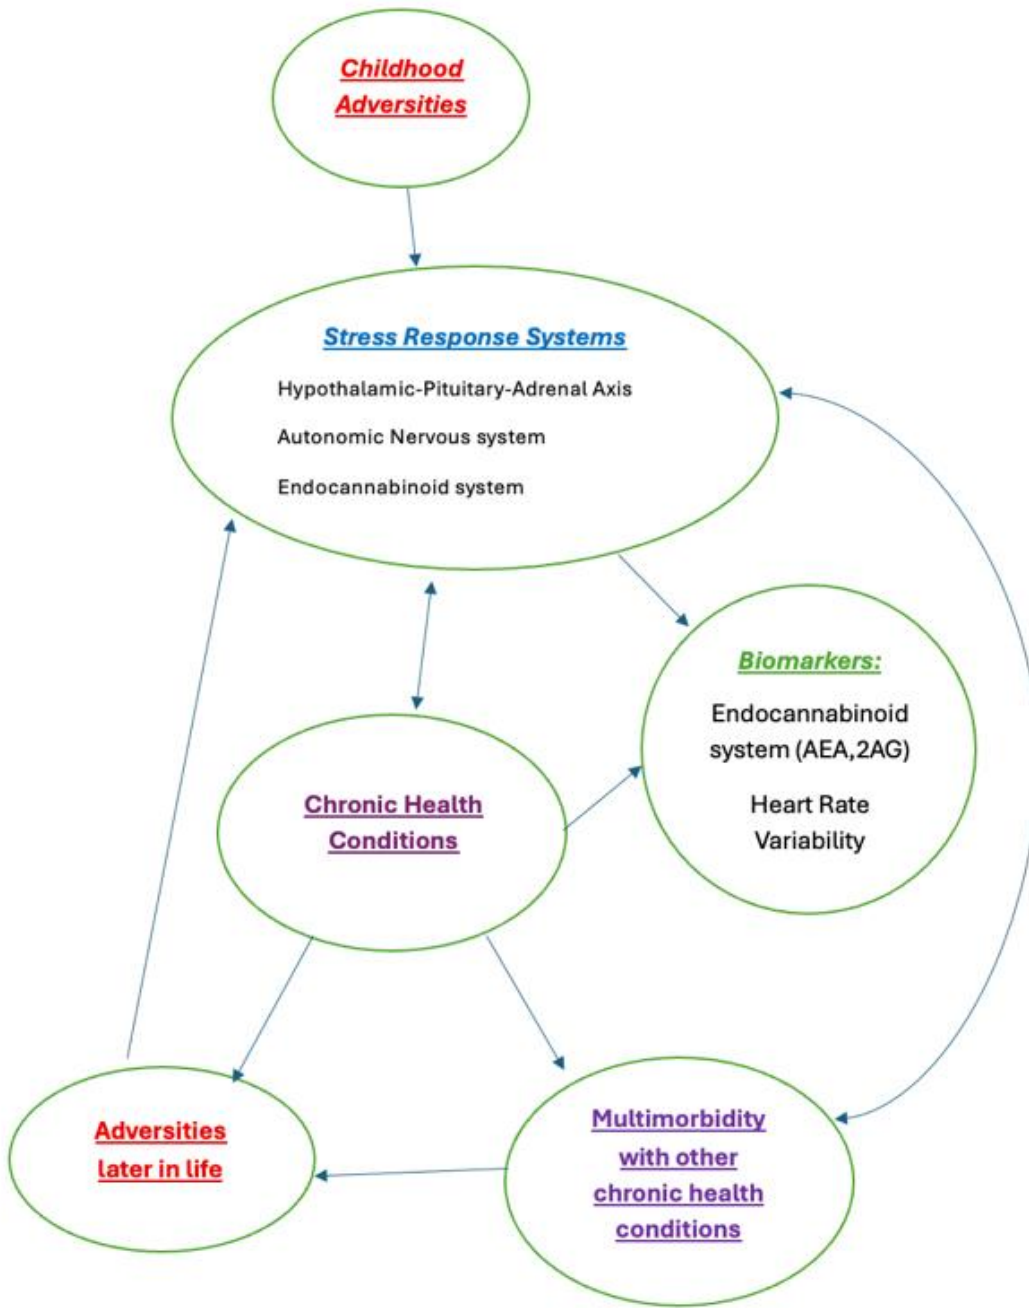 Childhood
Adversities
Stress Response Systems
Hypothalamic-Pituitary-Adrenal Axis
Autonomic Nervous system
Endocannabinoid system
Biomarkers:
Endocannabinoid
system (AEA,2AG)
Heart Rate
Variability
Chronic Health
Conditions
Adversities
later in life
Multimorbidity
with other
chronic health
conditions